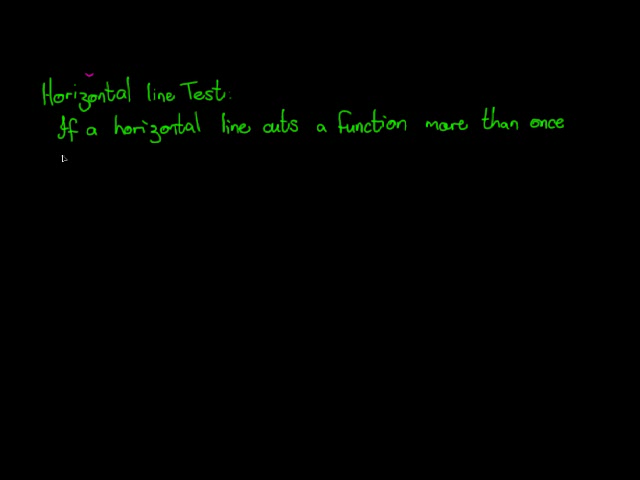 Horizontal line Test:
If a horizontal line cuts a function more than once